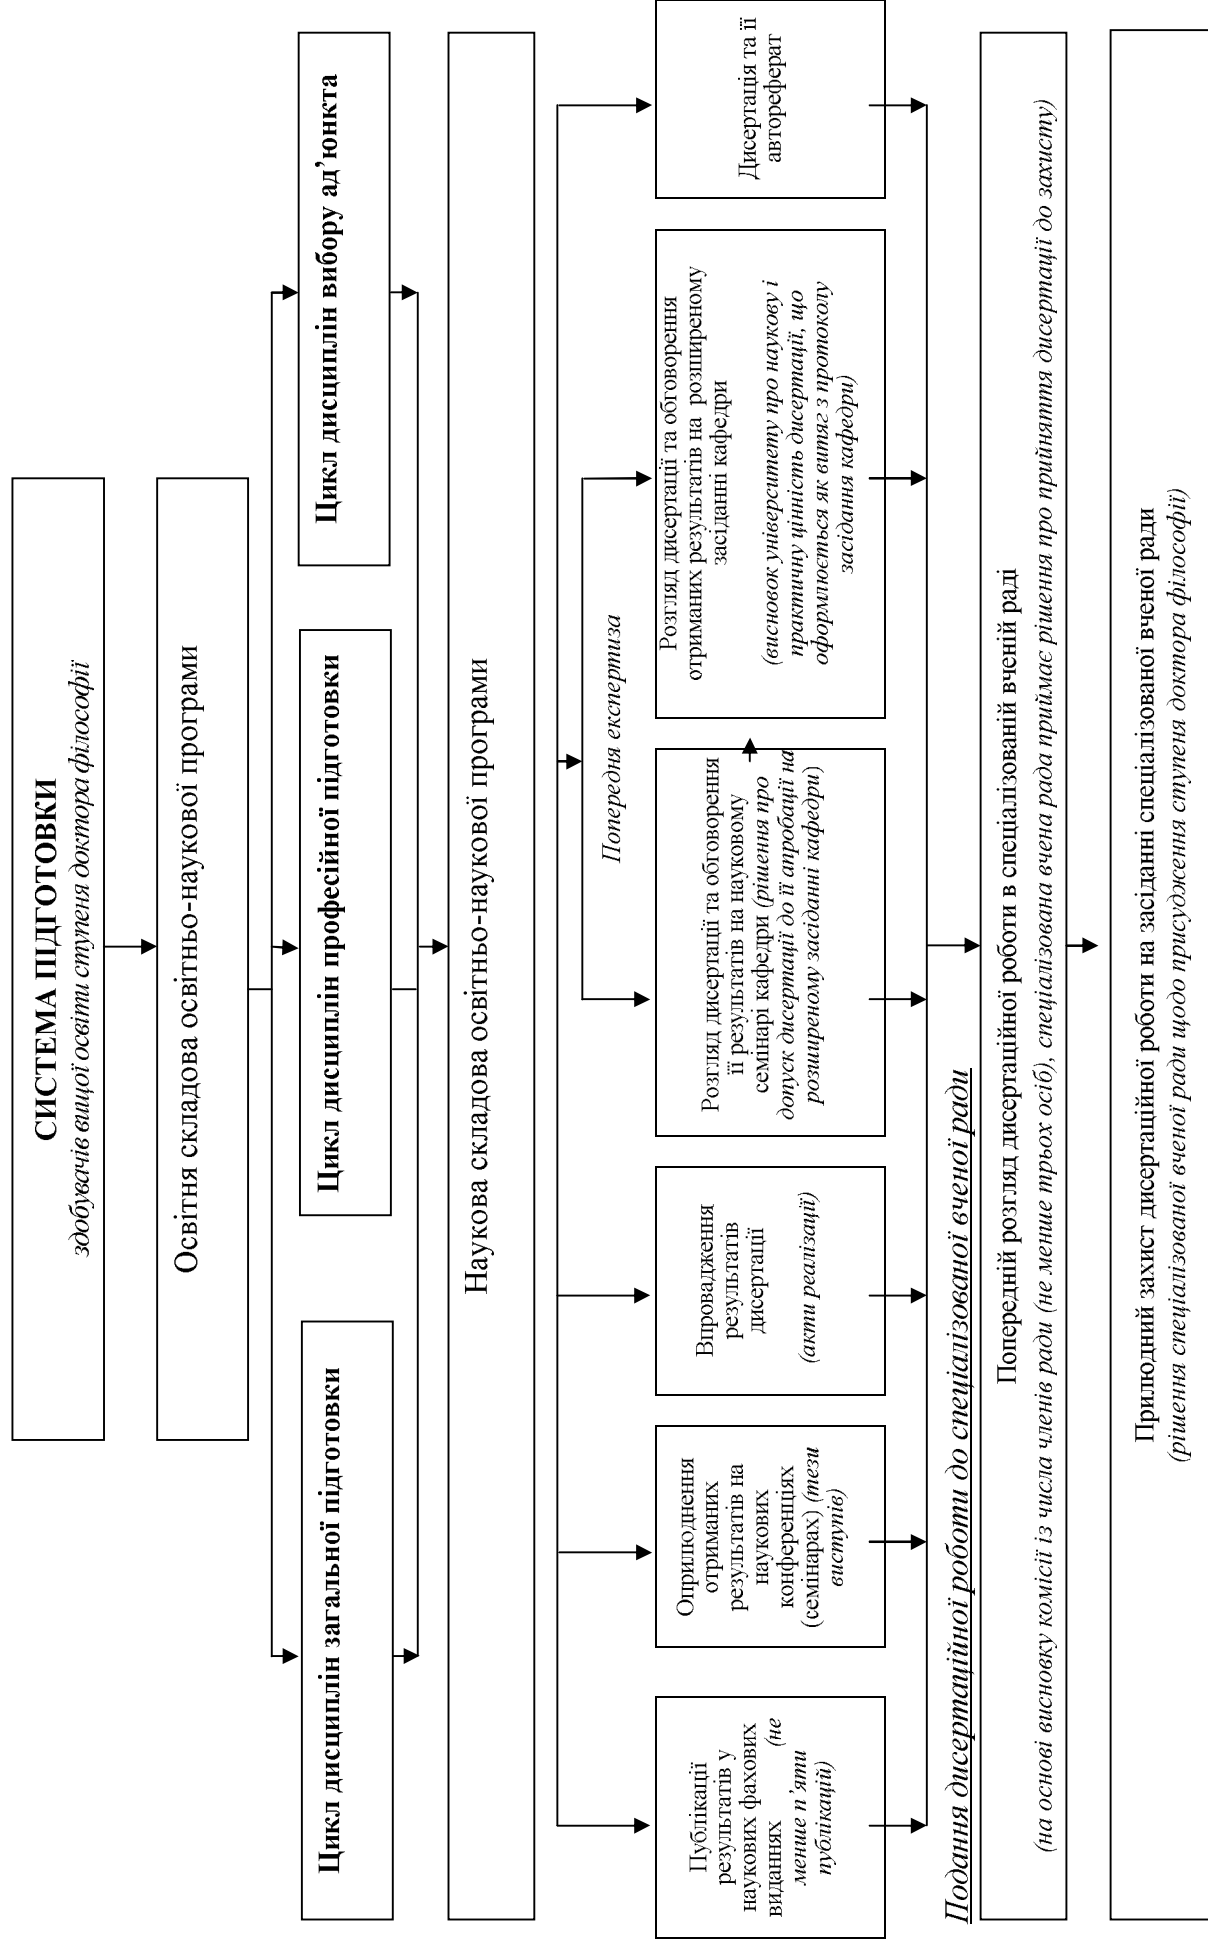 СИСТЕМА ПІДГОТОВКИ
здобувачів вищої освіти ступеня доктора філософії
Освітня складова освітньо-наукової програми
Цикл дисциплін загальної підготовки
Цикл дисциплін професійної підготовки
Цикл дисциплін вибору ад’юнкта
Наукова складова освітньо-наукової програми
Попередня експертиза
Публікації
результатів у
наукових фахових
виданнях (не
менше п’яти
публікацій)
Оприлюднення
отриманих
результатів на
наукових
конференціях
(семінарах) (тези
виступів)
Впровадження
результатів
дисертації
(акти реалізації)
Розгляд дисертації та обговорення
її результатів на науковому
семінарі кафедри (рішення про
допуск дисертації до її апробації на
розширеному засіданні кафедри)
Розгляд дисертації та обговорення
отриманих результатів на розширеному
засіданні кафедри
(висновок університету про наукову і
практичну цінність дисертації, що
оформлюється як витяг з протоколу
засідання кафедри)
Дисертація та її
автореферат
Подання дисертаційної роботи до спеціалізованої вченої ради
Попередній розгляд дисертаційної роботи в спеціалізованій вченій раді
(на основі висновку комісії із числа членів ради (не менше трьох осіб), спеціалізована вчена рада приймає рішення про прийняття дисертації до захисту)
Прилюдний захист дисертаційної роботи на засіданні спеціалізованої вченої ради
(рішення спеціалізованої вченої ради щодо присудження ступеня доктора філософії)